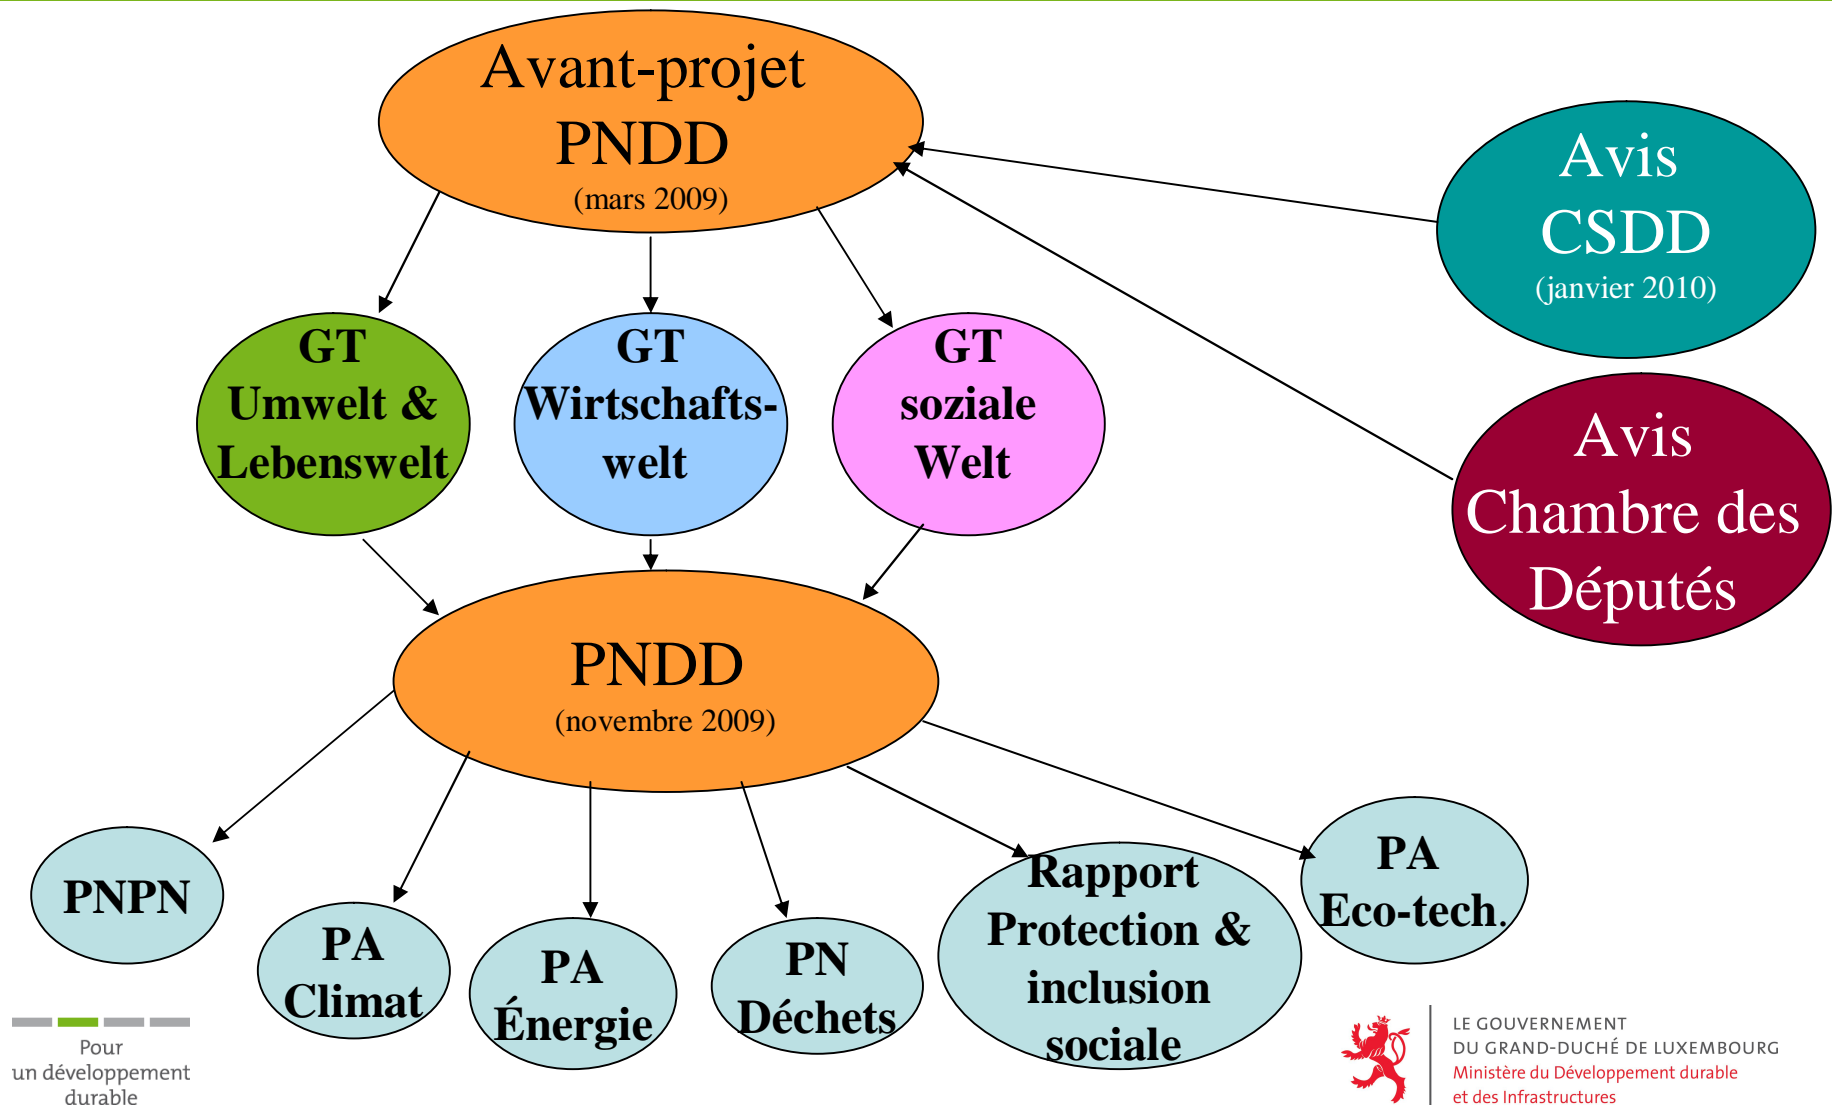 Avant-projet
PNDD
(mars 2009)
Avis
CSDD
(janvier 2010)
GT
Umwelt &
Lebenswelt
GT
Wirtschafts-
welt
GT
soziale
Welt
Avis
Chambre des
Députés
PNDD
(novembre 2009)
PNPN
PA
Climat
PA
Énergie
PN
Déchets
Rapport
Protection &
inclusion
sociale
PA
Eco-tech.
Pour
un développement
durable
LE GOUVERNEMENT
DU GRAND-DUCHÉ DE LUXEMBOURG
Ministère du Développement durable
et des Infrastructures